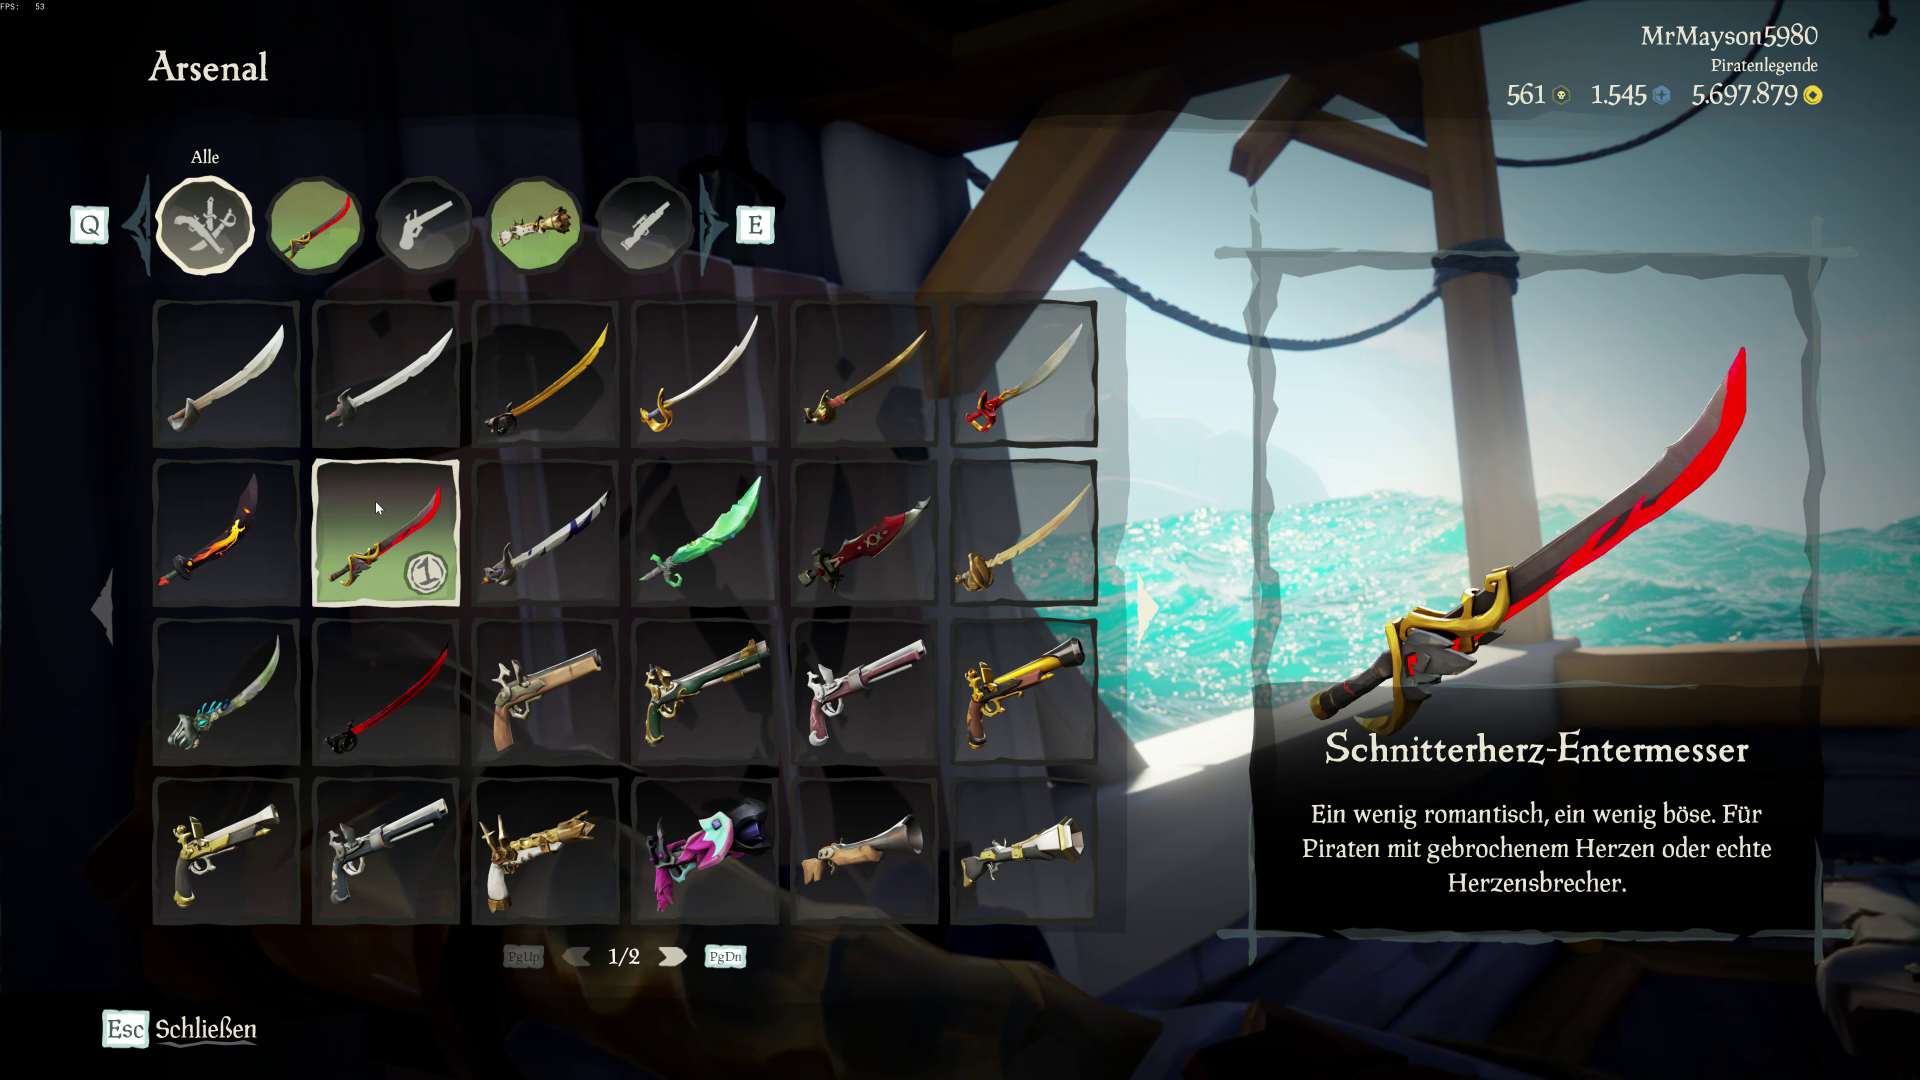 FPS: 53
Arsenal
MrMayson5980
Piratenlegende
561 1.545 5.697.879
Alle
Q
E
1
Schnitterherz-Entermesser
Ein wenig romantisch, ein wenig böse. Für
Piraten mit gebrochenem Herzen oder echte
Herzensbrecher.
PgUp 1/2 PgDn
Esc Schließen